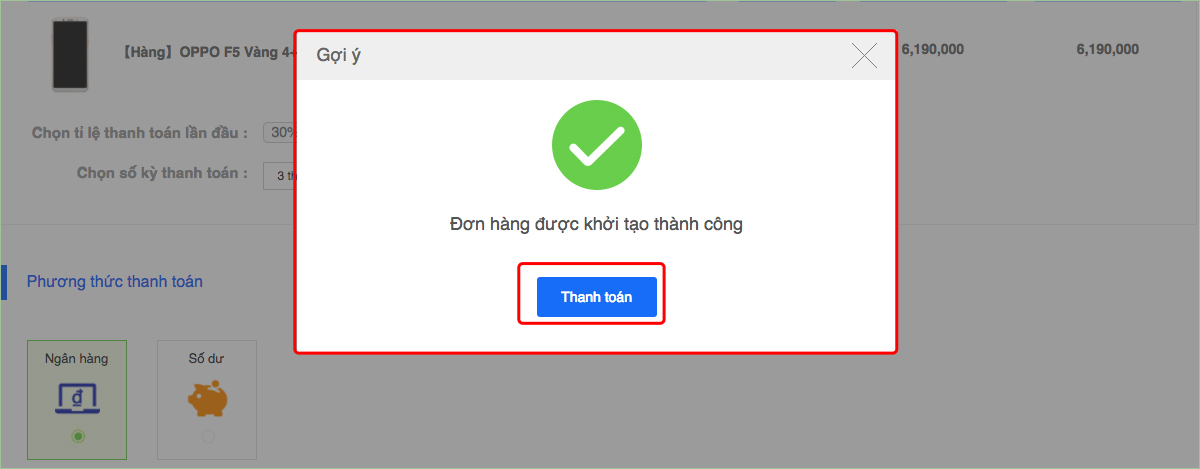 【Hàng】OPPO F5 Vàng 4-
6,190,000
6,190,000
Gợi ý
Chọn tỉ lệ thanh toán lần đầu :
30%
Chọn số kỳ thanh toán :
3 th
Đơn hàng được khởi tạo thành công
Thanh toán
Phương thức thanh toán
Ngân hàng
Số dư
đ